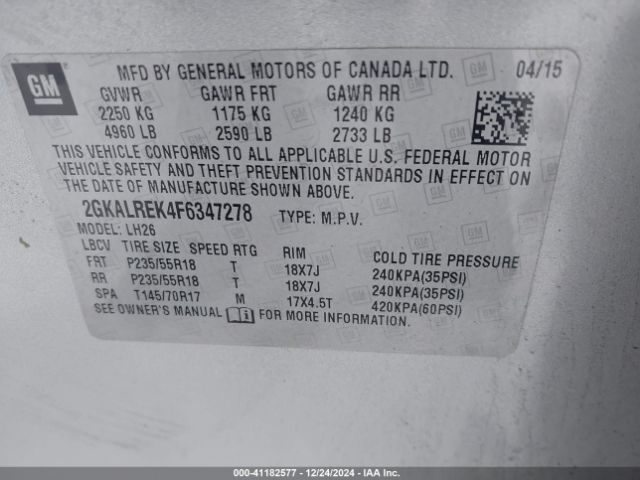 GM MFD BY GENERAL MOTORS OF CANADA LTD. 04/15
GVWR GAWR FRT GAWR RR
2250 KG 1175 KG 1240 KG
4960 LB 2590 LB 2733 LB
THIS VEHICLE CONFORMS TO ALL APPLICABLE U.S. FEDERAL MOTOR
VEHICLE SAFETY AND THEFT PREVENTION STANDARDS IN EFFECT ON
THE DATE OF MANUFACTURE SHOWN ABOVE.
2GKALREK4F6347278 TYPE: M.P.V.
MODEL: LH26
LBCV TIRE SIZE SPEED RTG RIM COLD TIRE PRESSURE
FRT P235/55R18 T 18X7J 240KPA(35PSI)
RR P235/55R18 T 18X7J 240KPA(35PSI)
SPA T145/70R17 M 17X4.5T 420KPA(60PSI)
SEE OWNER'S MANUAL FOR MORE INFORMATION.
000-41182577 - 12/24/2024 - IAAI